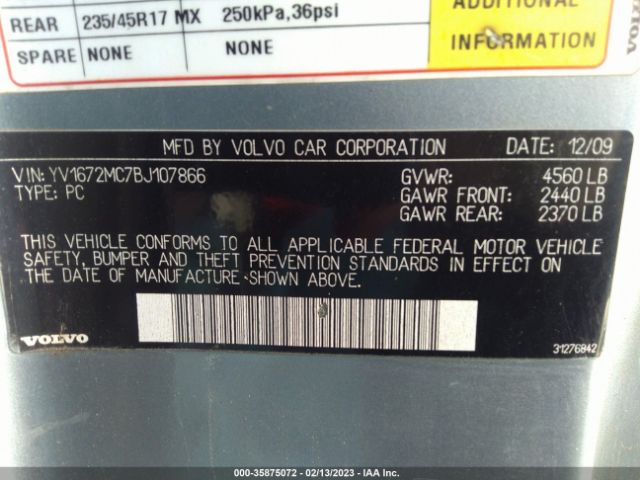 ADDITIONAL
REAR 235/45R17 MX 250kPa,36psi
INFORMATION
SPARE NONE NONE
VOLVO
MFD BY VOLVO CAR CORPORATION DATE: 12/09
VIN: YV1672MC7BJ107866 GVWR: 4560 LB
TYPE: PC GAWR FRONT: 2440 LB
GAWR REAR: 2370 LB
THIS VEHICLE CONFORMS TO ALL APPLICABLE FEDERAL MOTOR VEHICLE
SAFETY, BUMPER AND THEFT PREVENTION STANDARDS IN EFFECT ON
THE DATE OF MANUFACTURE SHOWN ABOVE.
VOLVO 31276842
000-35875072 - 02/13/2023 - IAA Inc.